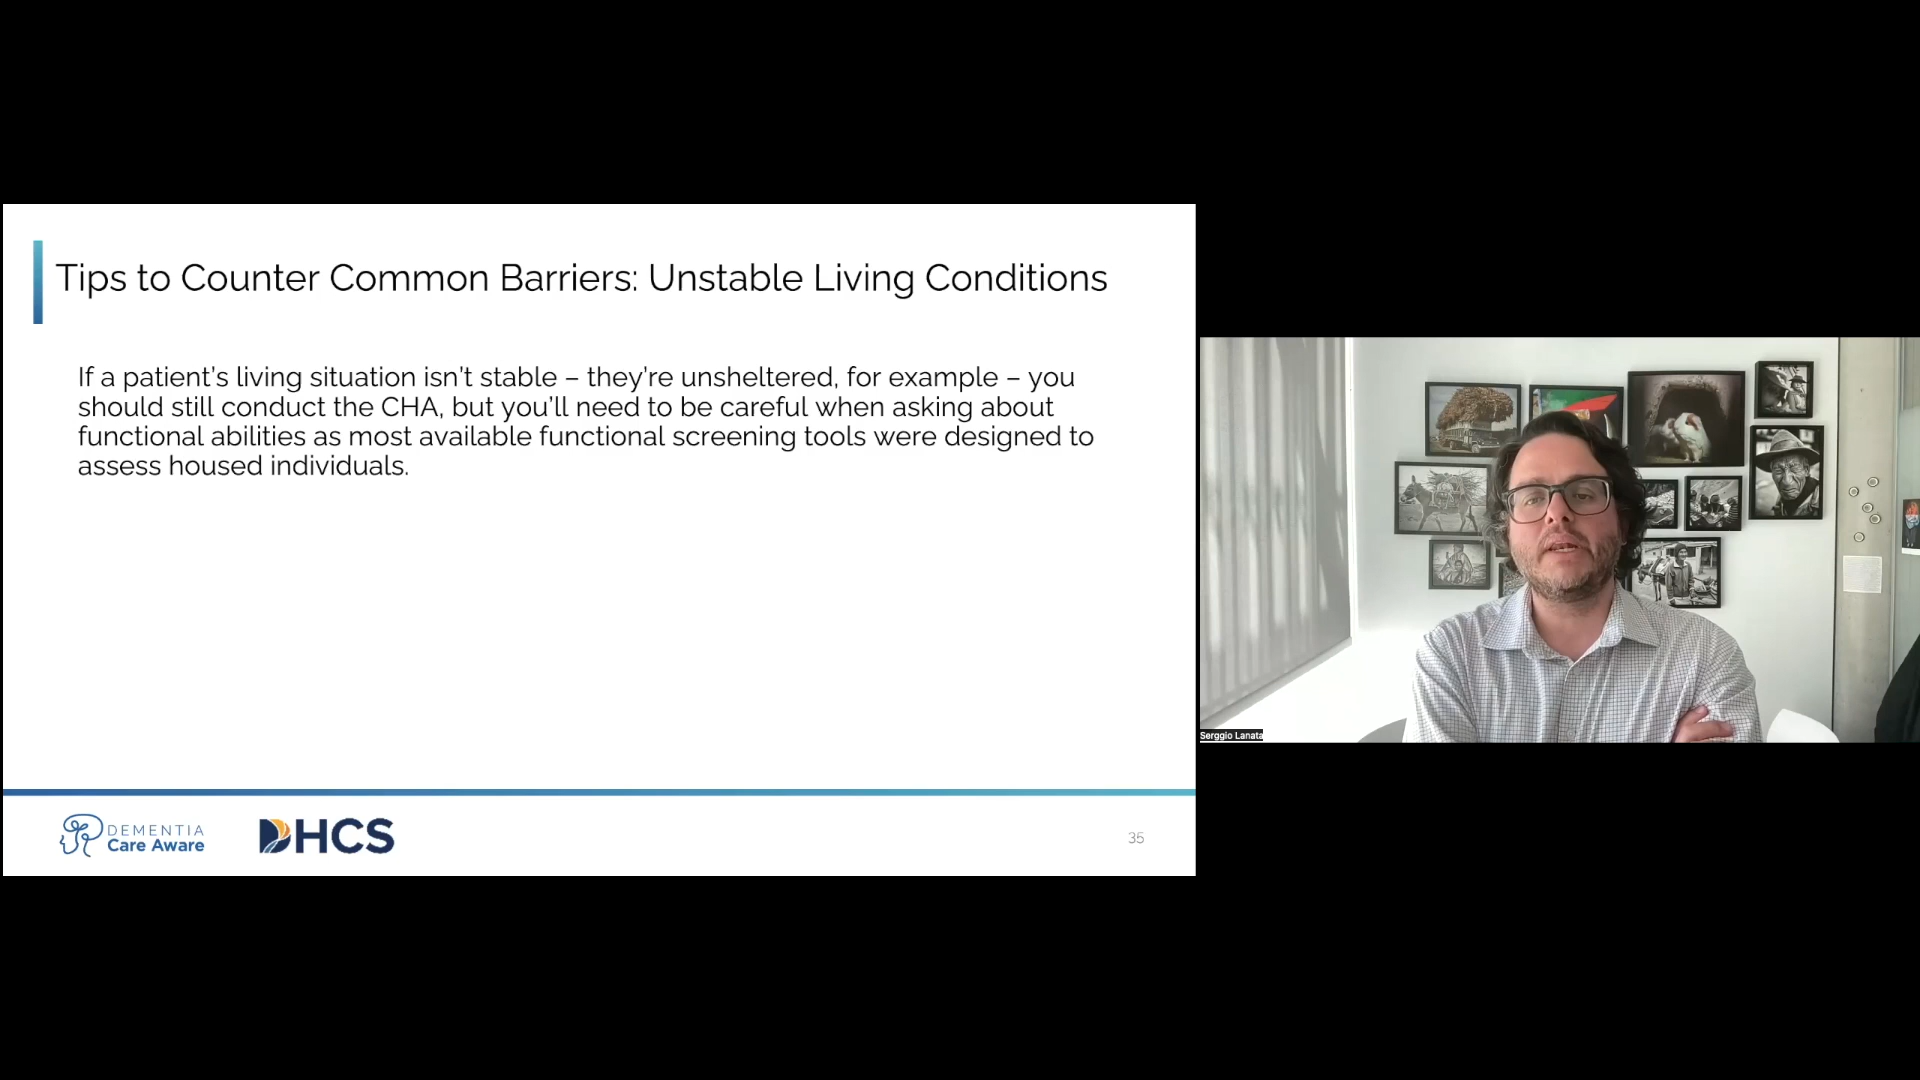 Tips to Counter Common Barriers: Unstable Living Conditions
If a patient's living situation isn't stable – they're unsheltered, for example – you
should still conduct the CHA, but you'll need to be careful when asking about
functional abilities as most available functional screening tools were designed to
assess housed individuals.
Serggio Lanata
DEMENTIA
Care Aware
DHCS
35